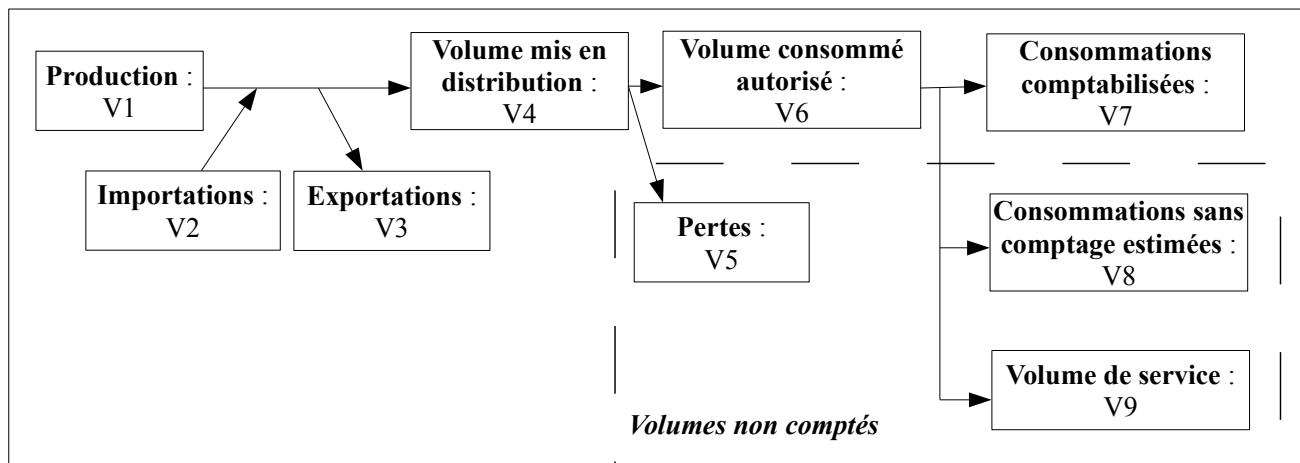 Production :
V1
Importations :
V2
Exportations :
V3
Volume mis en
distribution :
V4
Pertes :
V5
Volume consommé
autorisé :
V6
Consommations
comptabilisées :
V7
Consommations sans
comptage estimées :
V8
Volume de service :
V9
Volumes non comptés